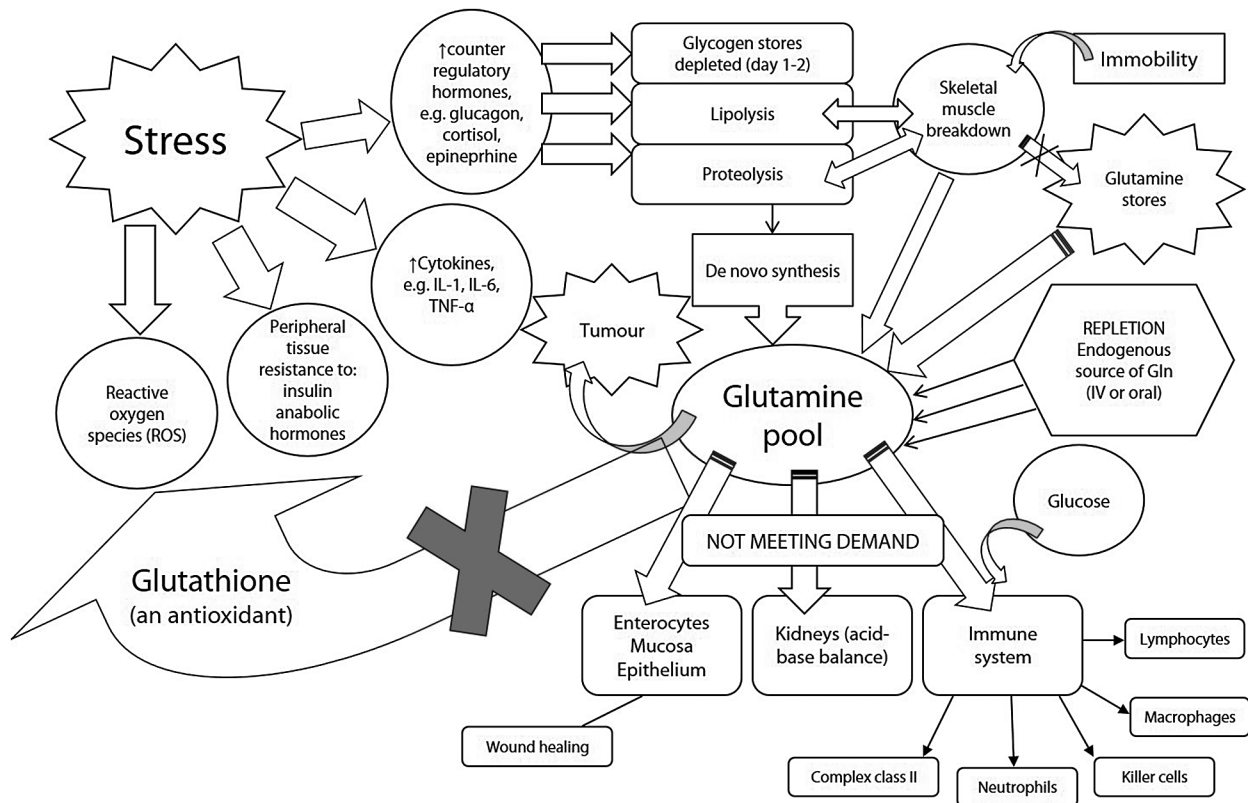 Stress
↑counter
regulatory
hormones,
e.g. glucagon,
cortisol,
epineprhine
Glycogen stores
depleted (day 1-2)
Lipolysis
Proteolysis
Skeletal
muscle
breakdown
Immobility
Glutamine
stores
De novo synthesis
↑Cytokines,
e.g. IL-1, IL-6,
TNF-α
Tumour
Peripheral
tissue
resistance to:
insulin
anabolic
hormones
Reactive
oxygen
species (ROS)
REPLETION
Endogenous
source of Gln
(IV or oral)
Glutamine
pool
Glucose
NOT MEETING DEMAND
Glutathione
(an antioxidant)
Enterocytes
Mucosa
Epithelium
Kidneys (acid-
base balance)
Immune
system
Lymphocytes
Macrophages
Wound healing
Complex class II
Neutrophils
Killer cells